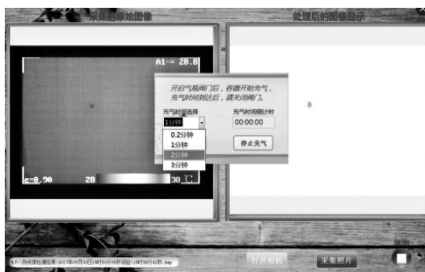 采集的原始图像
处理后的图像显示
A1→ 28.0
开启气瓶阀门后，容器开始充气，
充气时间到达后，请关闭阀门。
充气时间选择
充气时间倒计时
1分钟
00:00:00
0.2分钟
1分钟
2分钟
3分钟
停止充气
e=0.90
20
30 ℃
打开相机
采集照片